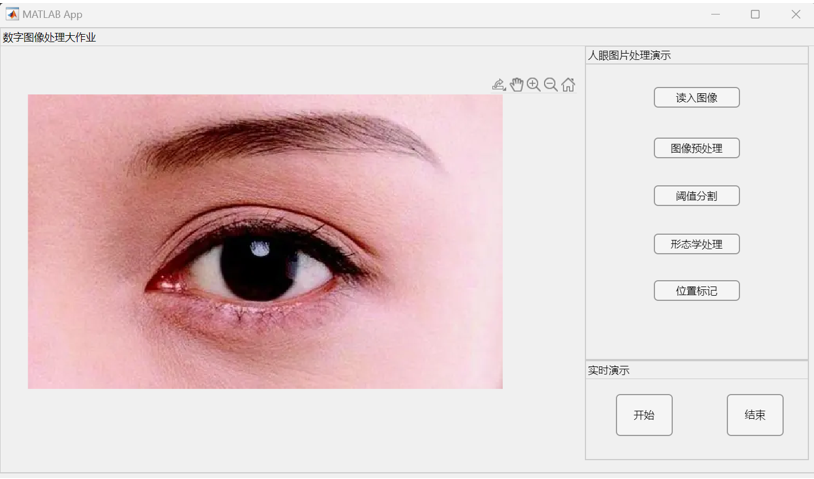 MATLAB App
数字图像处理大作业
人眼图片处理演示
读入图像
图像预处理
阈值分割
形态学处理
位置标记
实时演示
开始
结束